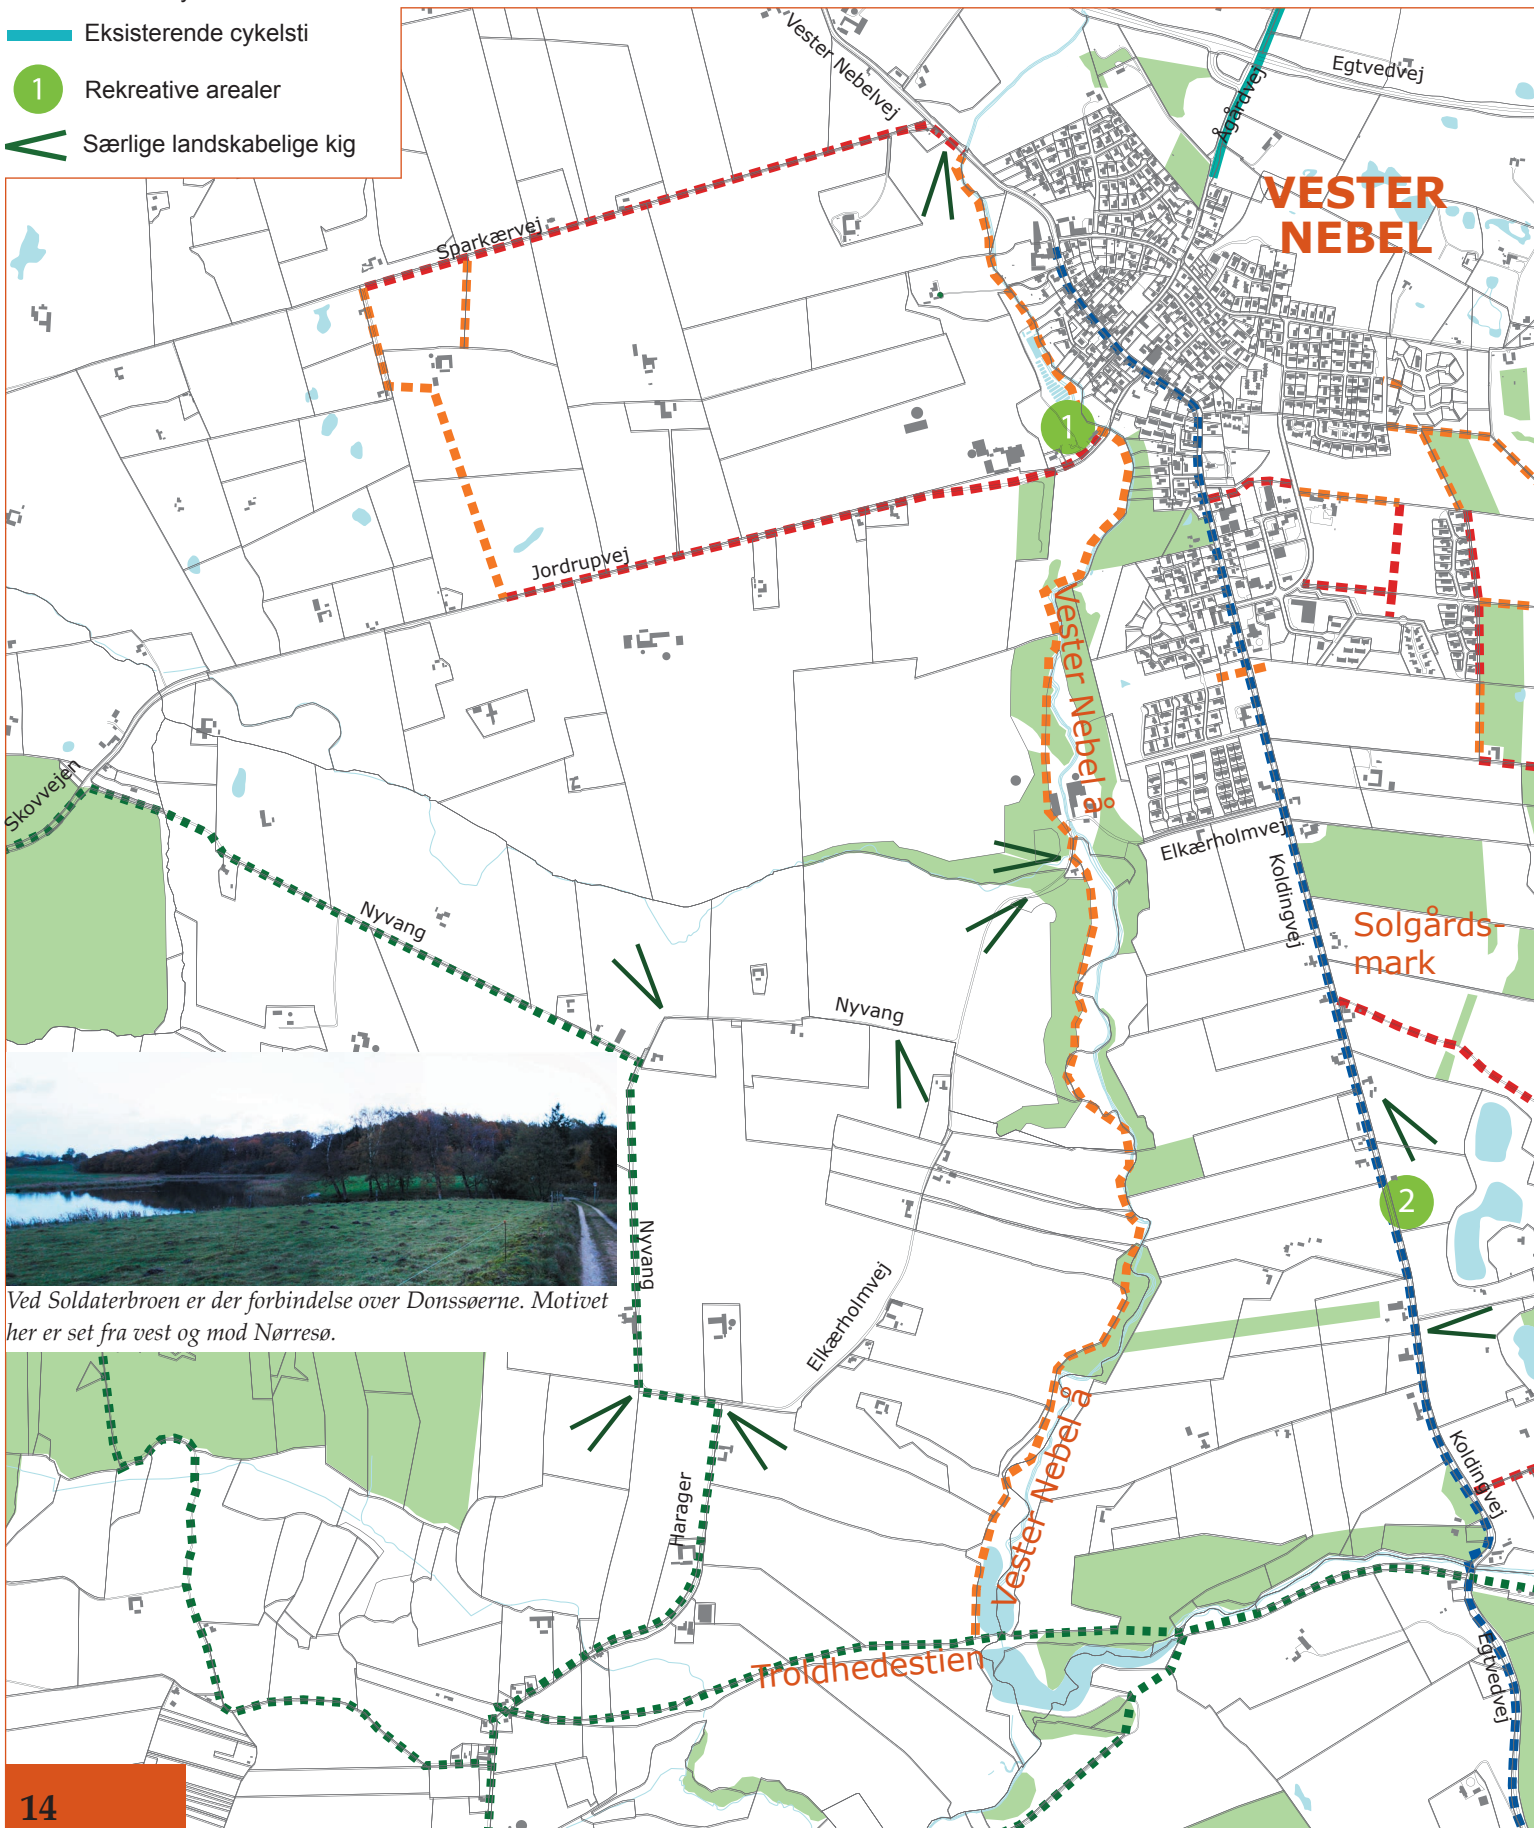 Eksisterende cykelsti
1
Rekreative arealer
Særlige landskabelige kig
Vester Nebelvej
Egtvedvej
Ågårdvej
VESTER
NEBEL
Sparkærvej
1
Jordrupvej
Vester Nebel å
Skovvejen
Elkærholmvej
Koldingvej
Nyvang
Solgårds-
mark
Nyvang
2
Nyvang
Ved Soldaterbroen er der forbindelse over Donssøerne. Motivet
her er set fra vest og mod Nørresø.
Elkærholmvej
Vester Nebel å
Koldingvej
Harager
Troldhedestien
Egtvedvej
14